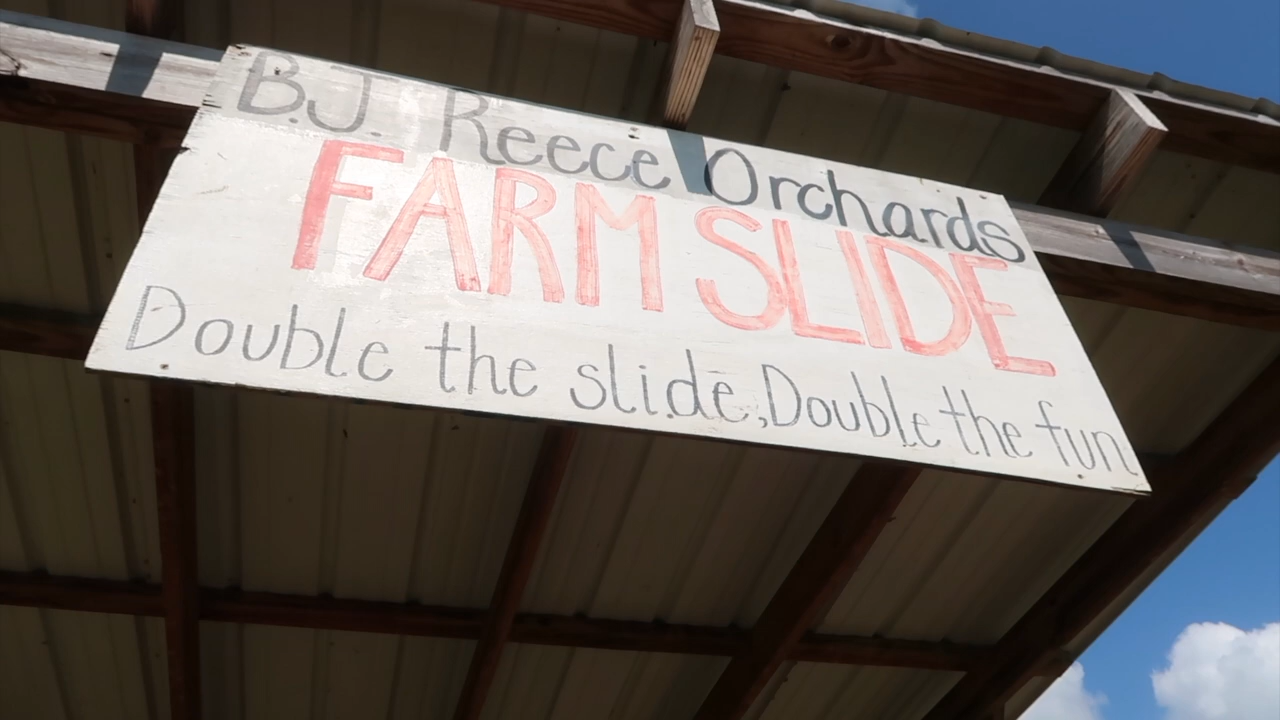 B.J. Reece Orchards
FARM SLIDE
Double the slide, Double the fun